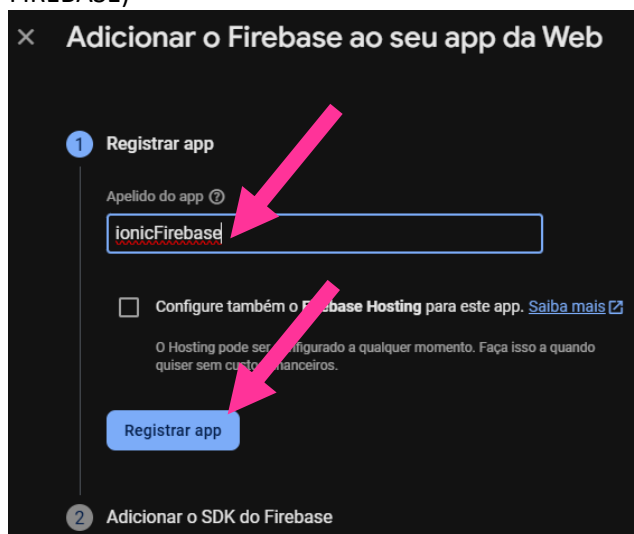 FIREBASE)
Adicionar o Firebase ao seu app da Web
1 Registrar app
Apelido do app
ionicFirebase
Configure também o Firebase Hosting para este app. Saiba mais
O Hosting pode ser configurado a qualquer momento. Faça isso a quando
quiser sem custos financeiros.
Registrar app
2 Adicionar o SDK do Firebase